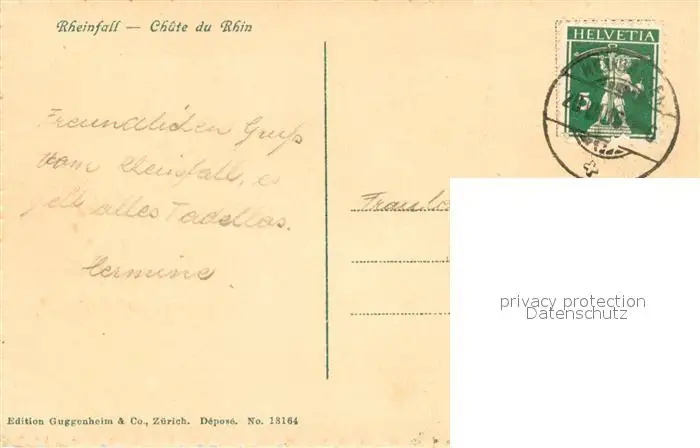 Rheinfall — Chûte du Rhin
HELVETIA
5
Freundlichen Gruß
vom Rheinfall, es
geht alles Tadellos.
Hermine.
Frau
privacy protection
Datenschutz
Edition Guggenheim & Co., Zürich. Déposé. No. 13164